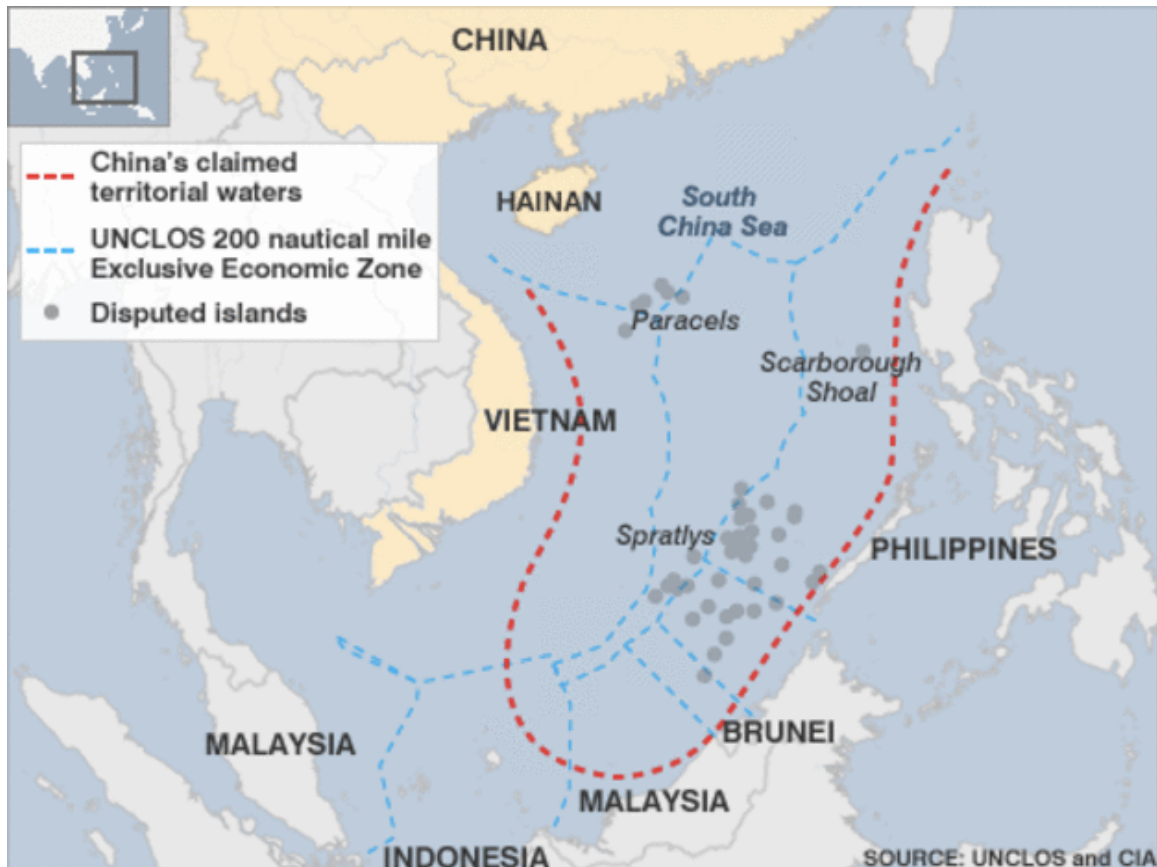 CHINA
China's claimed
territorial waters
UNCLOS 200 nautical mile
Exclusive Economic Zone
Disputed islands
HAINAN
South
China Sea
Paracels
Scarborough
Shoal
VIETNAM
Spratlys
PHILIPPINES
MALAYSIA
BRUNEI
MALAYSIA
INDONESIA
SOURCE: UNCLOS and CIA